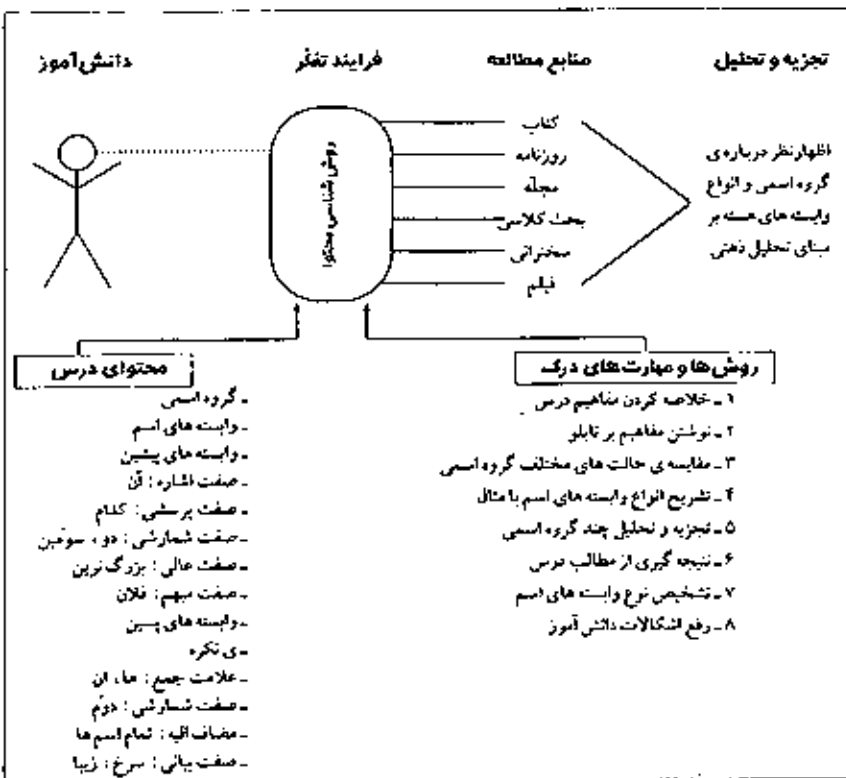 دانش‌آموز
فرایند تفکّر
منابع مطالعه
تجزیه و تحلیل
روش شناسی محتوا
کتاب
روزنامه
مجلّه
بحث کلاسی
سخنرانی
فیلم
اظهارنظر درباره‌ی
گروه اسمی و انواع
وابسته های هسته بر
مبنای تحلیل ذهنی
روش‌ها و مهارت‌های درک
۱ ـ خلاصه کردن مفاهیم درس
۲ ـ نوشتن مفاهیم بر تابلو
۳ ـ مقایسه ی حالت های مختلف گروه اسمی
۴ ـ تشریح انواع وابسته های اسم با مثال
۵ ـ تجزیه و تحلیل چند گروه اسمی
۶ ـ نتیجه گیری از مطالب درس
۷ ـ تشخیص نوع وابسته های اسم
۸ ـ رفع اشکالات دانش آموز
محتوای درس
ـ گروه اسمی
ـ وابسته های اسم
ـ وابسته های پیشین
ـ صفت اشاره : آن
ـ صفت پرسشی : کدام
ـ صفت شمارشی : دو ، سومّین
ـ صفت عالی : بزرگ ترین
ـ صفت مبهم : فلان
ـ وابسته های پسین
ـ ی نکره
ـ علامت جمع : ها، ان
ـ صفت شمارشی : دوّم
ـ مضاف الیه : تمام اسم ها
ـ صفت بیانی : سرخ ؛ زیبا